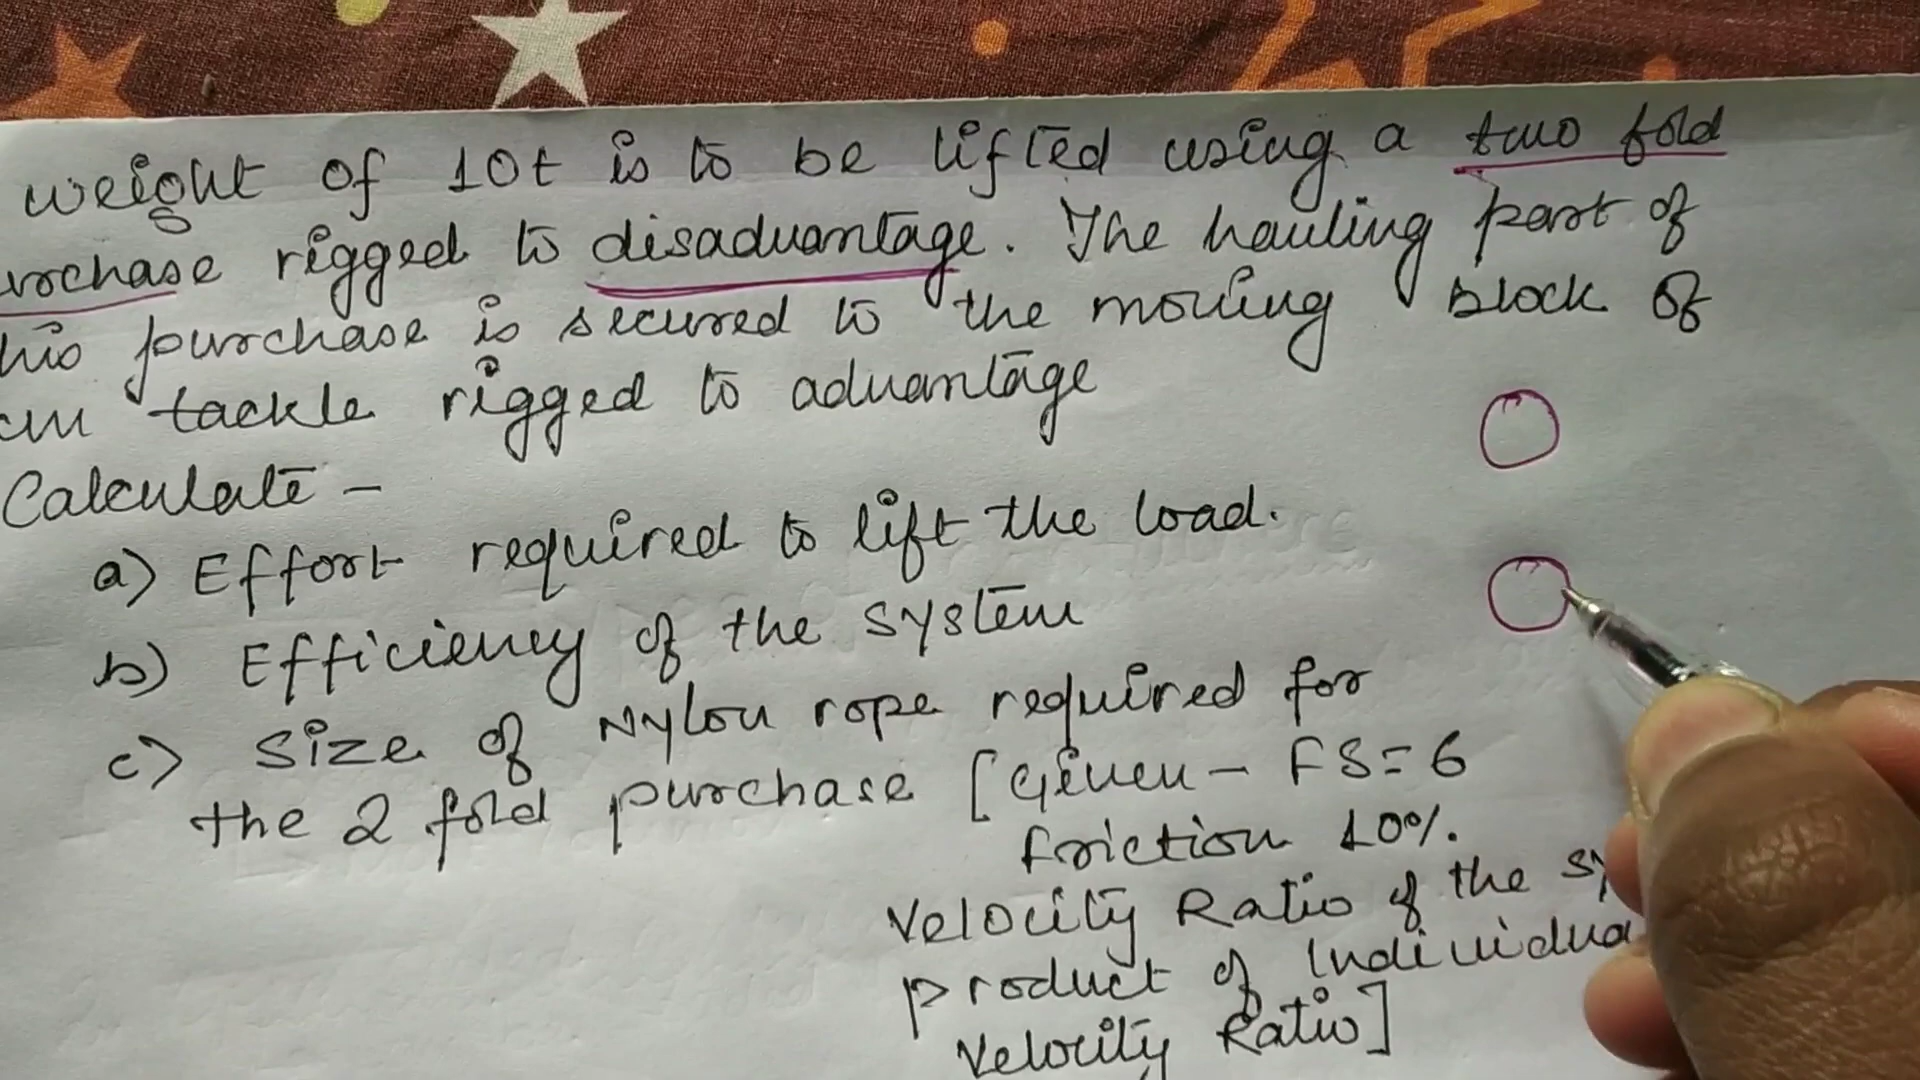 weight of 10t is to be lifted using a two fold
rchase rigged to disadvantage. The hauling part of
his purchase is secured to the moving block of
tackle rigged to advantage
Calculate -
a) Effort required to lift the load.
b) Efficiency of the system
c) Size of Nylon rope required for
the 2 fold purchase [Given - FS=6
friction 10%.
Velocity Ratio of the sy
product of Individua
Velocity Ratio]